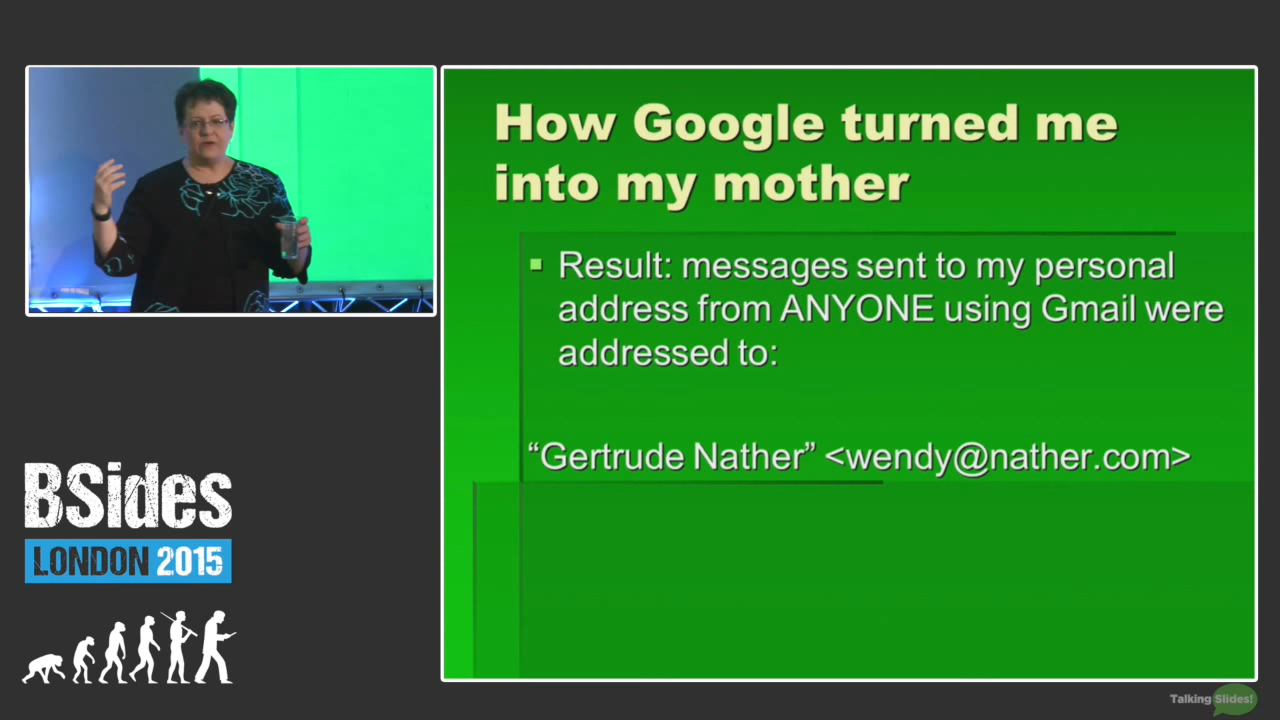 How Google turned me
into my mother
Result: messages sent to my personal
address from ANYONE using Gmail were
addressed to:
“Gertrude Nather” <wendy@nather.com>
BSides
LONDON 2015
Talking Slides!